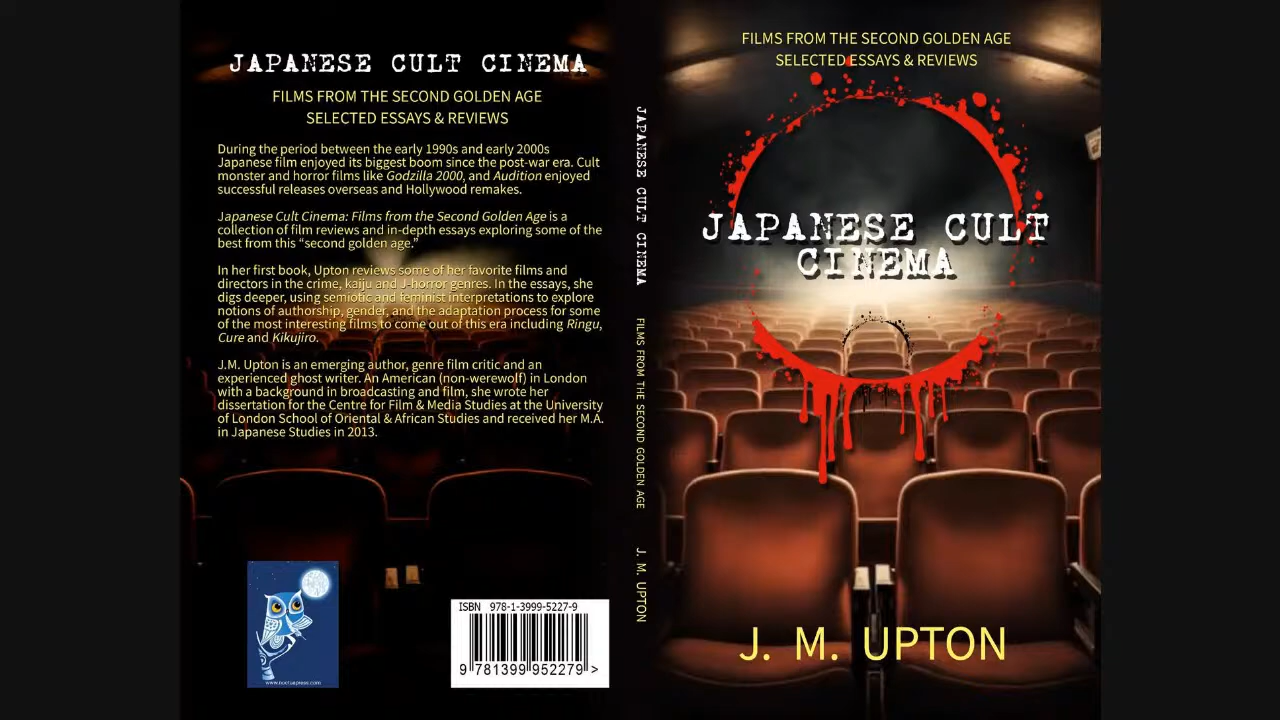 JAPANESE CULT CINEMA
FILMS FROM THE SECOND GOLDEN AGE
SELECTED ESSAYS & REVIEWS
During the period between the early 1990s and early 2000s
Japanese film enjoyed its biggest boom since the post-war era. Cult
monster and horror films like Godzilla 2000, and Audition enjoyed
successful releases overseas and Hollywood remakes.
Japanese Cult Cinema: Films from the Second Golden Age is a
collection of film reviews and in-depth essays exploring some of the
best from this “second golden age.”
In her first book, Upton reviews some of her favorite films and
directors in the crime, kaiju and J-horror genres. In the essays, she
digs deeper, using semiotic and feminist interpretations to explore
notions of authorship, gender, and the adaptation process for some
of the most interesting films to come out of this era including Ringu,
Cure and Kikujiro.
J.M. Upton is an emerging author, genre film critic and an
experienced ghost writer. An American (non-werewolf) in London
with a background in broadcasting and film, she wrote her
dissertation for the Centre for Film & Media Studies at the University
of London School of Oriental & African Studies and received her M.A.
in Japanese Studies in 2013.
www.noctuapress.com
ISBN 978-1-3999-5227-9
9 781399 952279 >
JAPANESE CULT CINEMA
FILMS FROM THE SECOND GOLDEN AGE
J. M. UPTON
FILMS FROM THE SECOND GOLDEN AGE
SELECTED ESSAYS & REVIEWS
JAPANESE CULT
CINEMA
J. M. UPTON